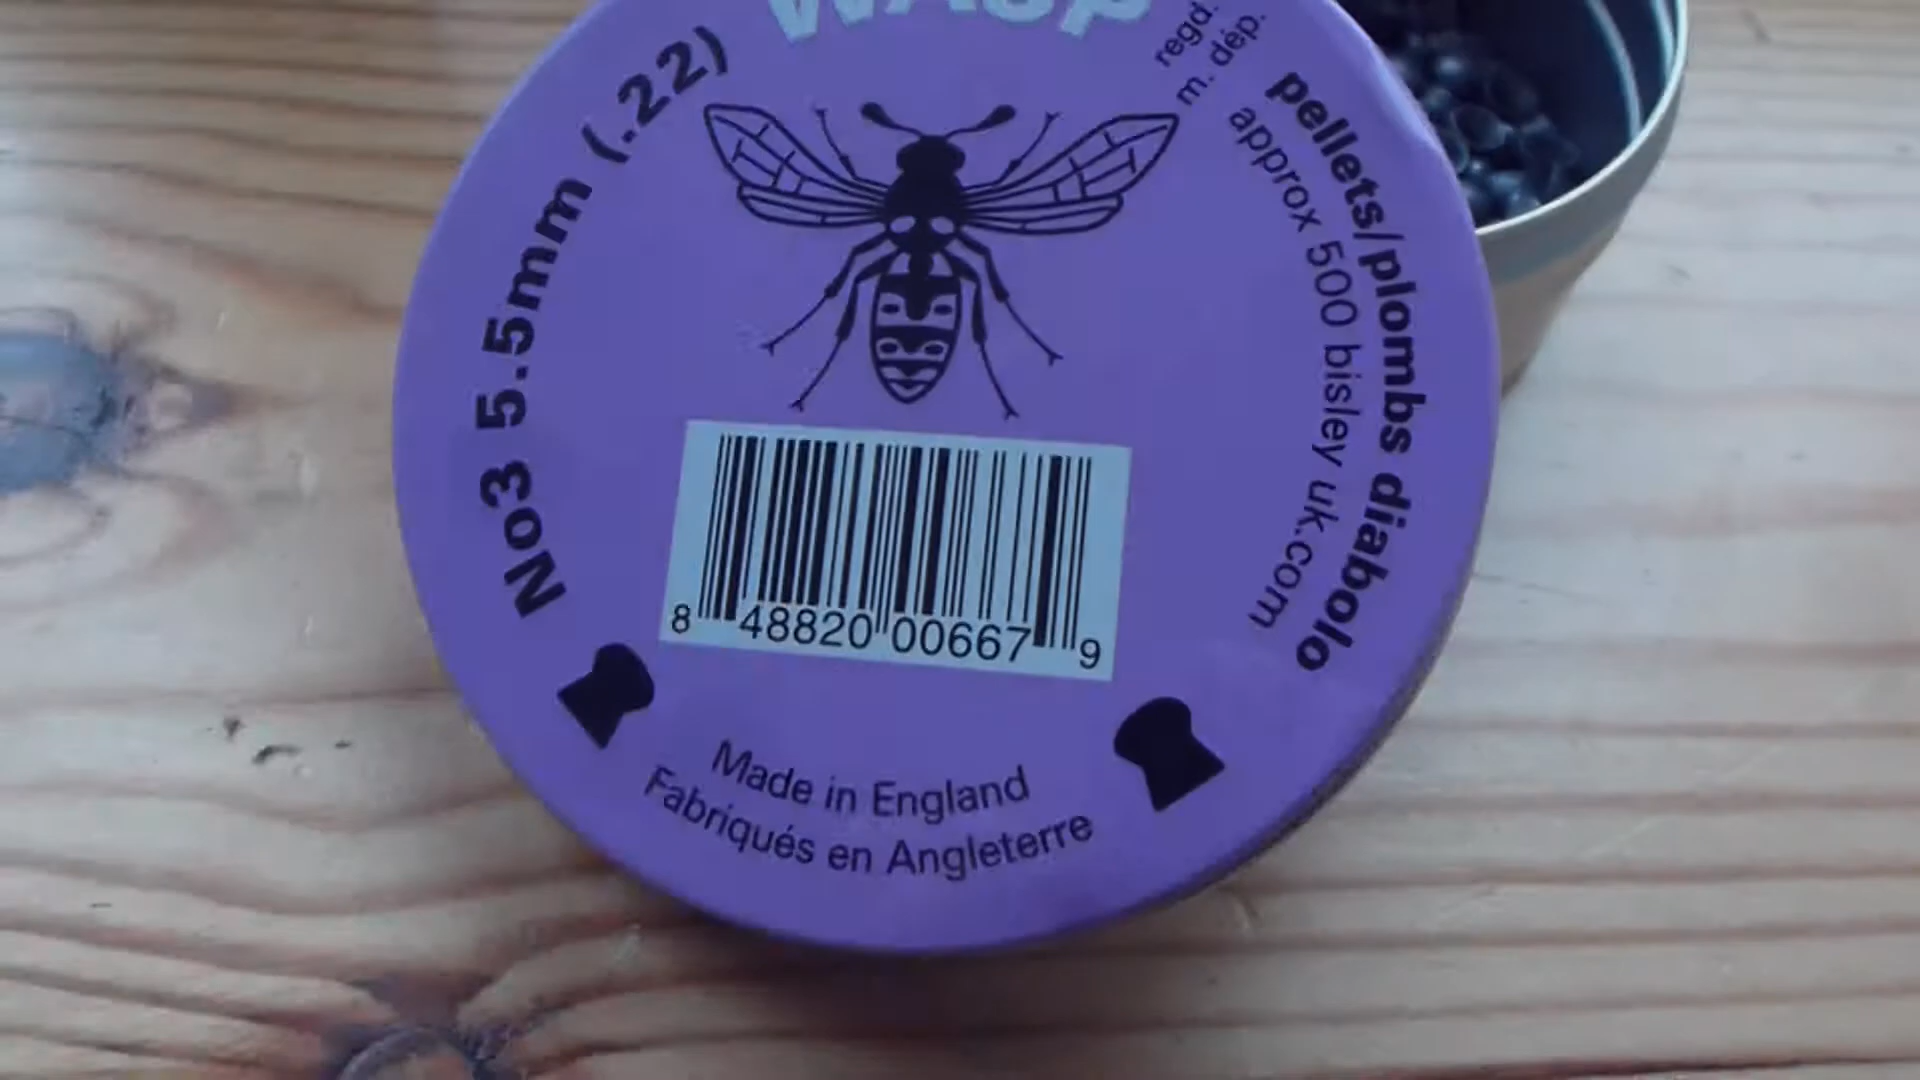 WASP
regd.
m. dép.
No3 5.5mm (.22)
pellets/plombs diabolo
approx 500 bisley uk.com
8 48820 00667 9
Made in England
Fabriqués en Angleterre